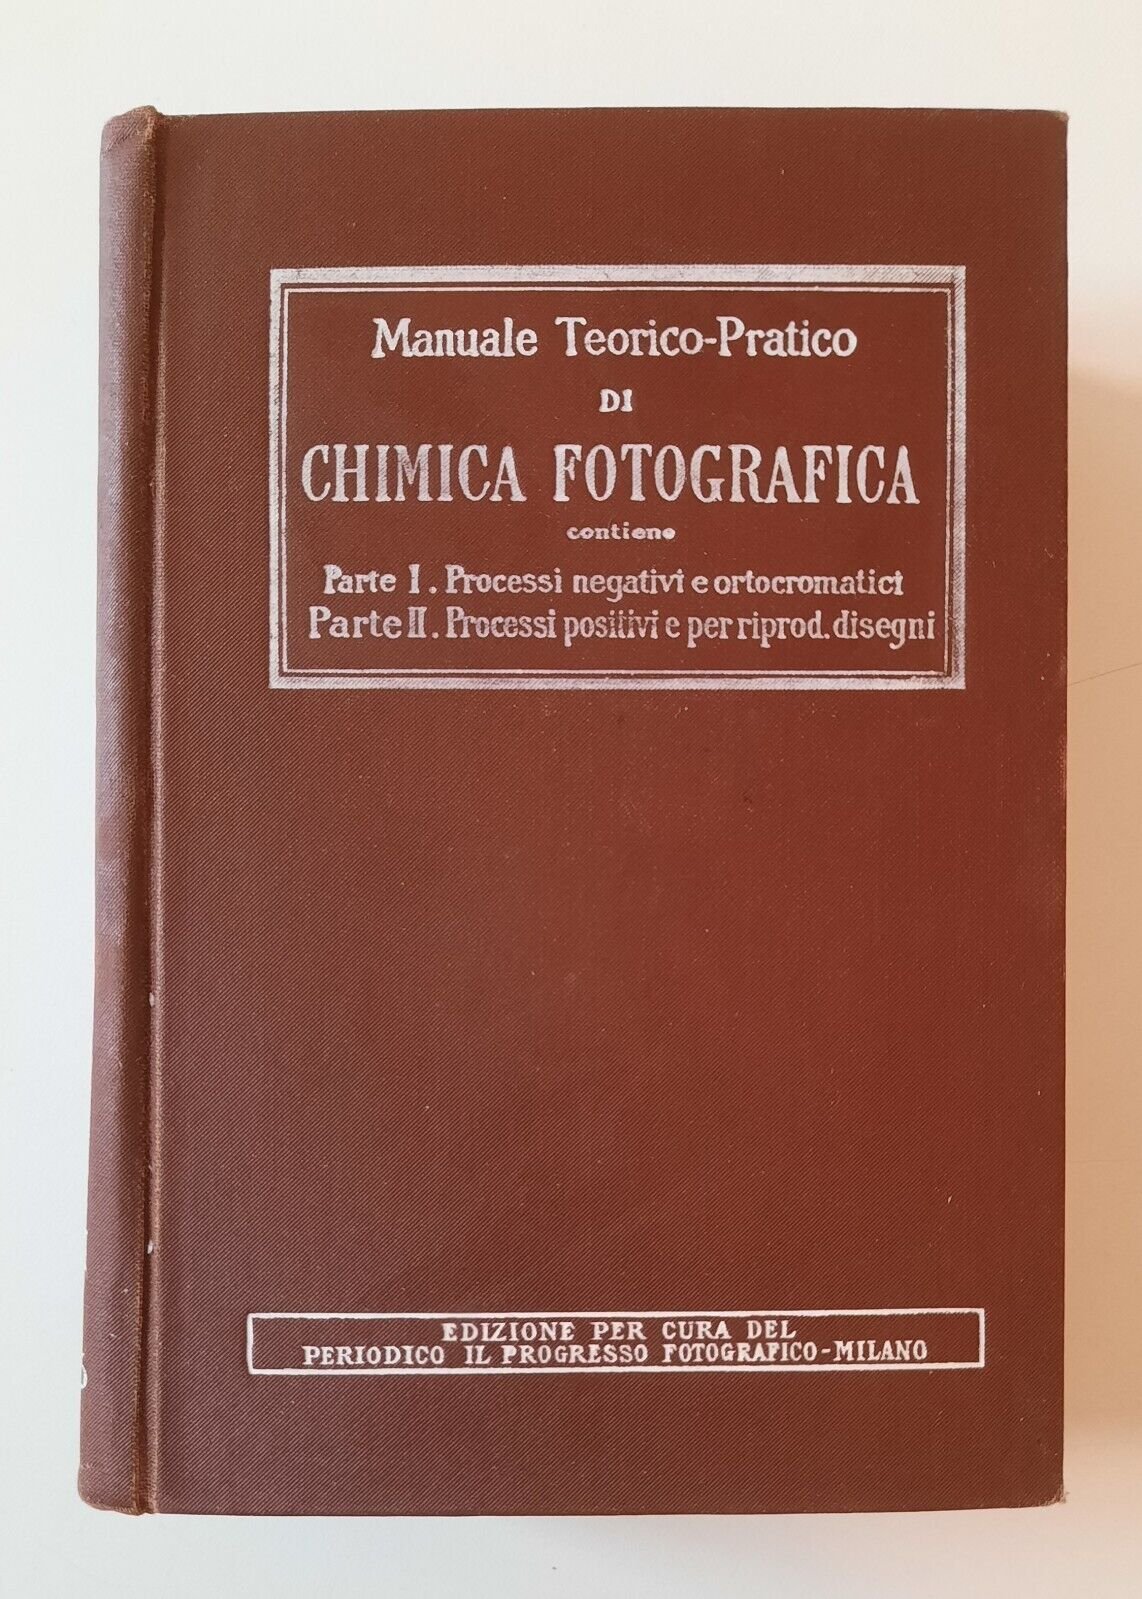 Manuale Teorico-Pratico
DI
CHIMICA FOTOGRAFICA
contiene
Parte I. Processi negativi e ortocromatici
Parte II. Processi positivi e per riprod. disegni
EDIZIONE PER CURA DEL
PERIODICO IL PROGRESSO FOTOGRAFICO-MILANO